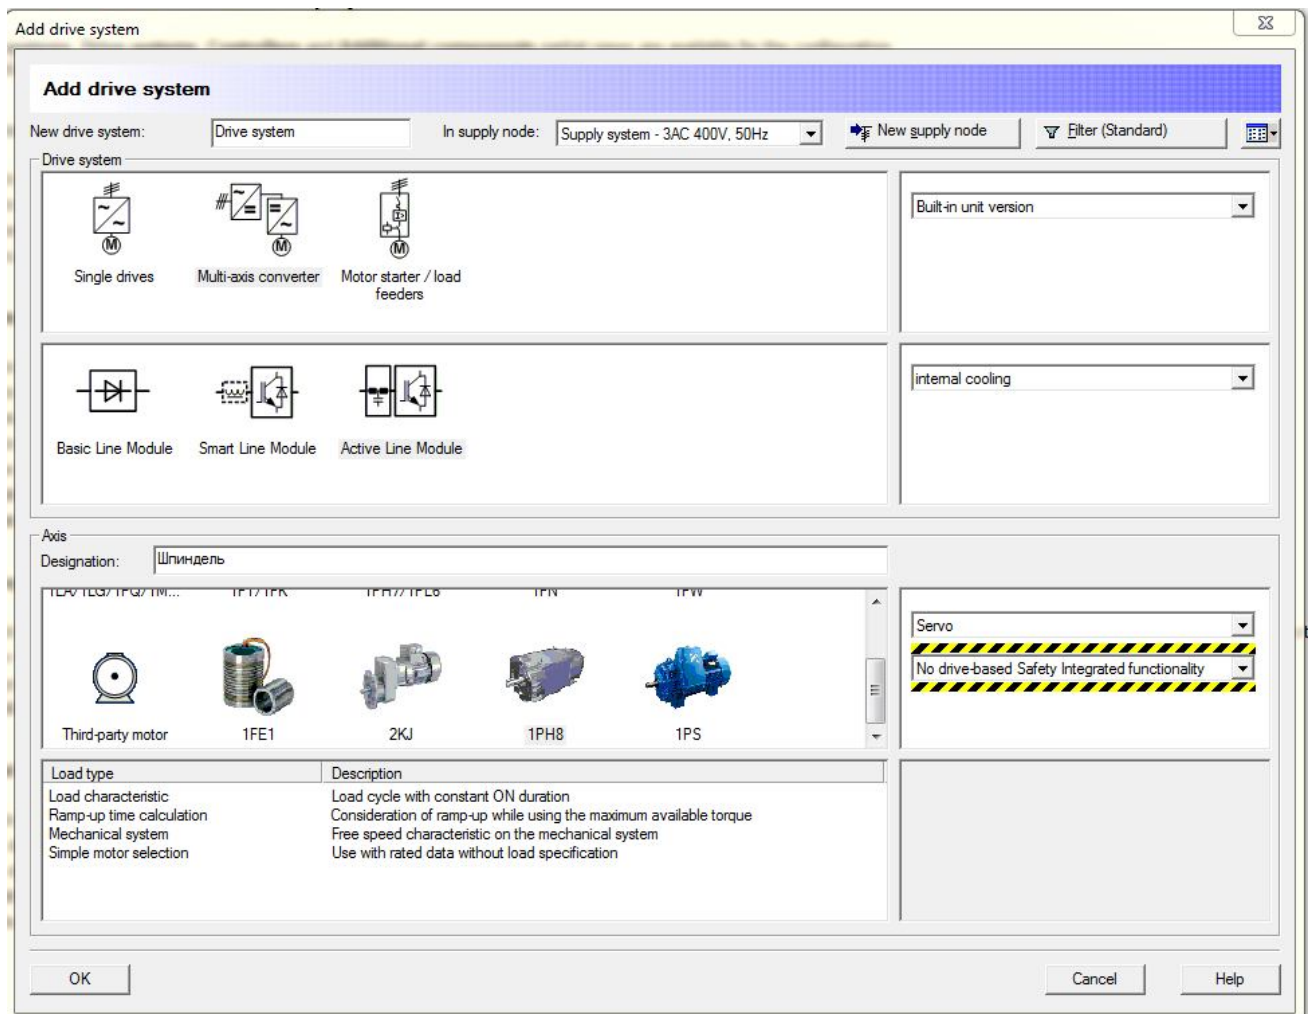 Add drive system
Add drive system
New drive system:
Drive system
In supply node:
Supply system - 3AC 400V, 50Hz
New supply node
Filter (Standard)
Drive system
Single drives
Multi-axis converter
Motor starter / load
feeders
Built-in unit version
Basic Line Module
Smart Line Module
Active Line Module
internal cooling
Axis
Designation:
Шпиндель
Servo
No drive-based Safety Integrated functionality
Third-party motor
1FE1
2KJ
1PH8
1PS
Load type
Description
Load characteristic
Load cycle with constant ON duration
Ramp-up time calculation
Consideration of ramp-up while using the maximum available torque
Mechanical system
Free speed characteristic on the mechanical system
Simple motor selection
Use with rated data without load specification
OK
Cancel
Help